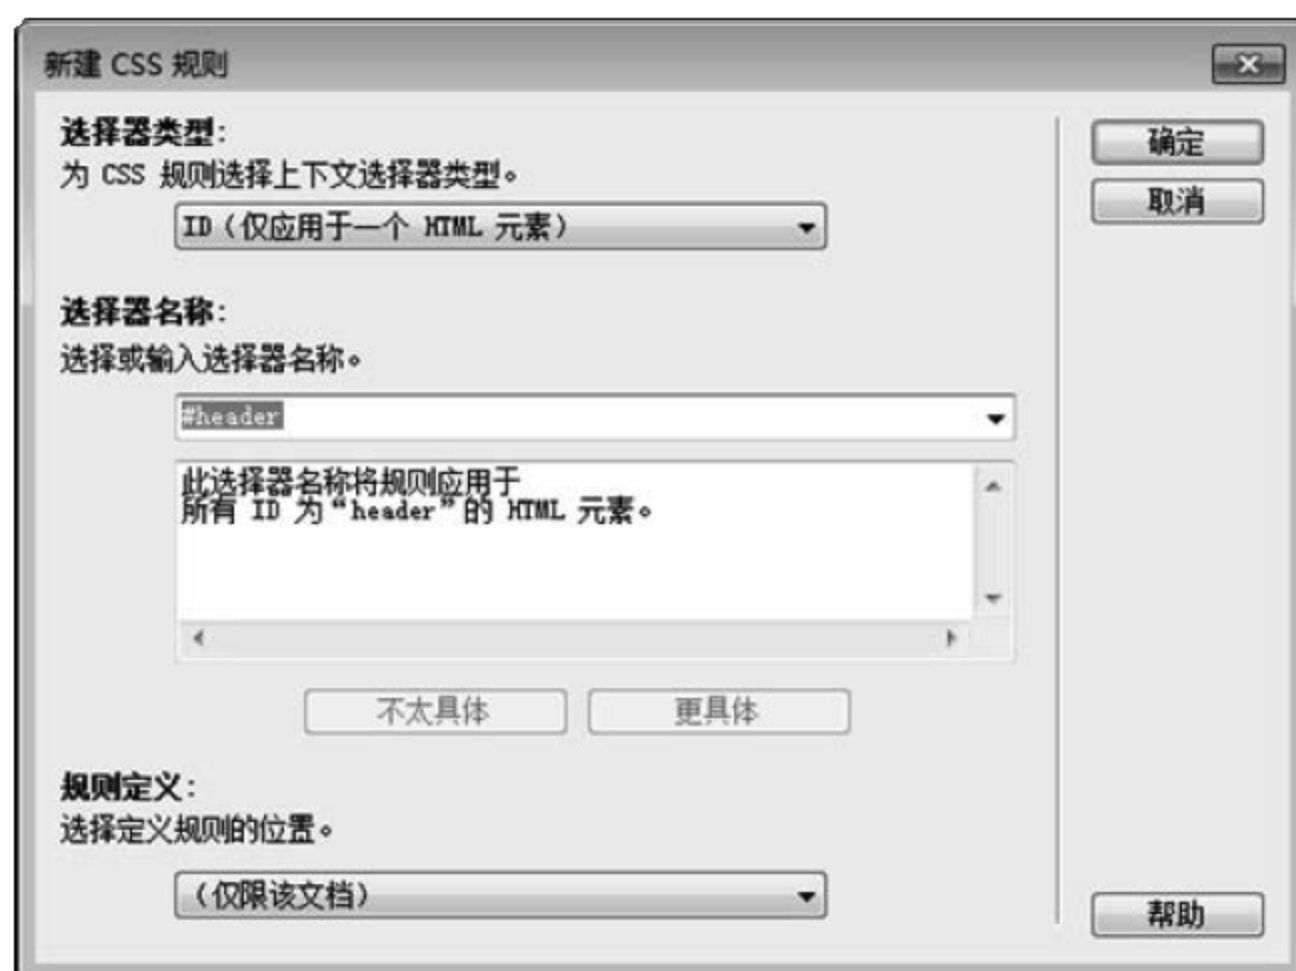 新建 CSS 规则
选择器类型：
为 CSS 规则选择上下文选择器类型。
ID（仅应用于一个 HTML 元素）
选择器名称：
选择或输入选择器名称。
#header
此选择器名称将规则应用于
所有 ID 为“header”的 HTML 元素。
不太具体
更具体
规则定义：
选择定义规则的位置。
（仅限该文档）
确定
取消
帮助